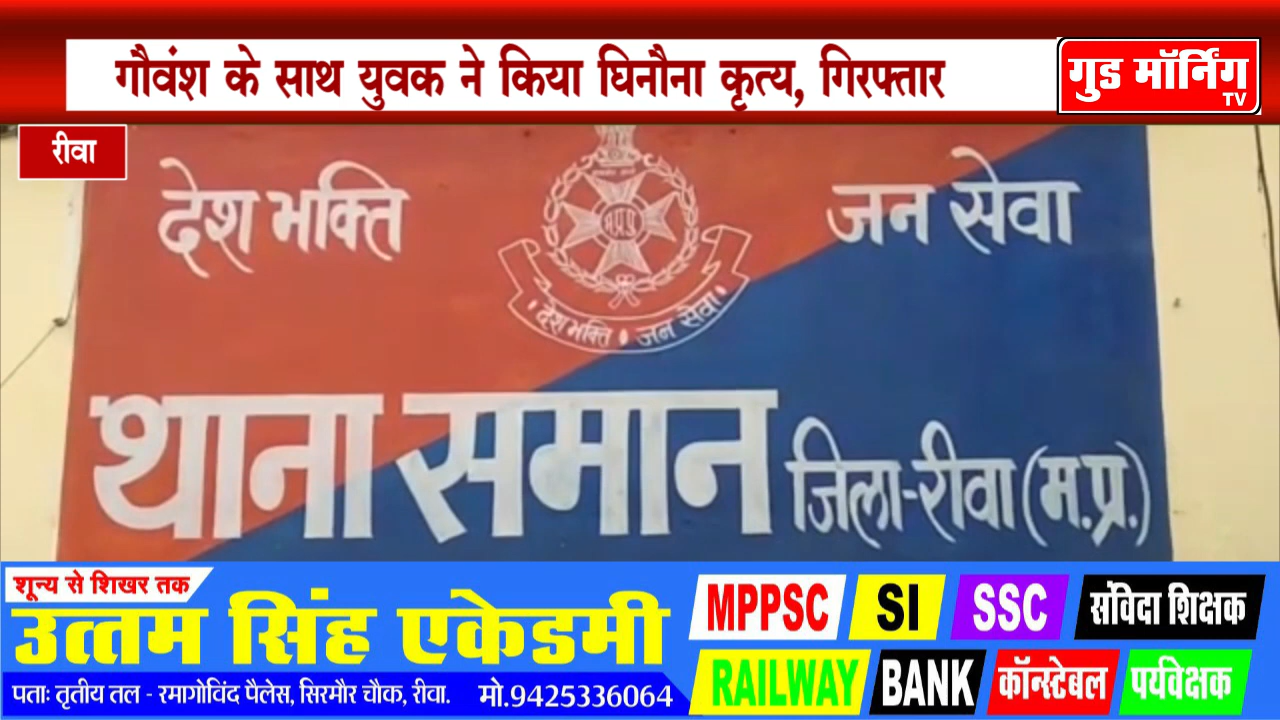 गौवंश के साथ युवक ने किया घिनौना कृत्य, गिरफ्तार
गुड मॉर्निंग
TV
रीवा
देश भक्ति
जन सेवा
म.प्र.पु
देश भक्ति जन सेवा
थाना समान जिला-रीवा (म.प्र.)
शून्य से शिखर तक
उत्तम सिंह एकेडमी
पताः तृतीय तल - रमागोविंद पैलेस, सिरमौर चौक, रीवा. मो.9425336064
MPPSC SI SSC संविदा शिक्षक
RAILWAY BANK कॉन्स्टेबल पर्यवेक्षक